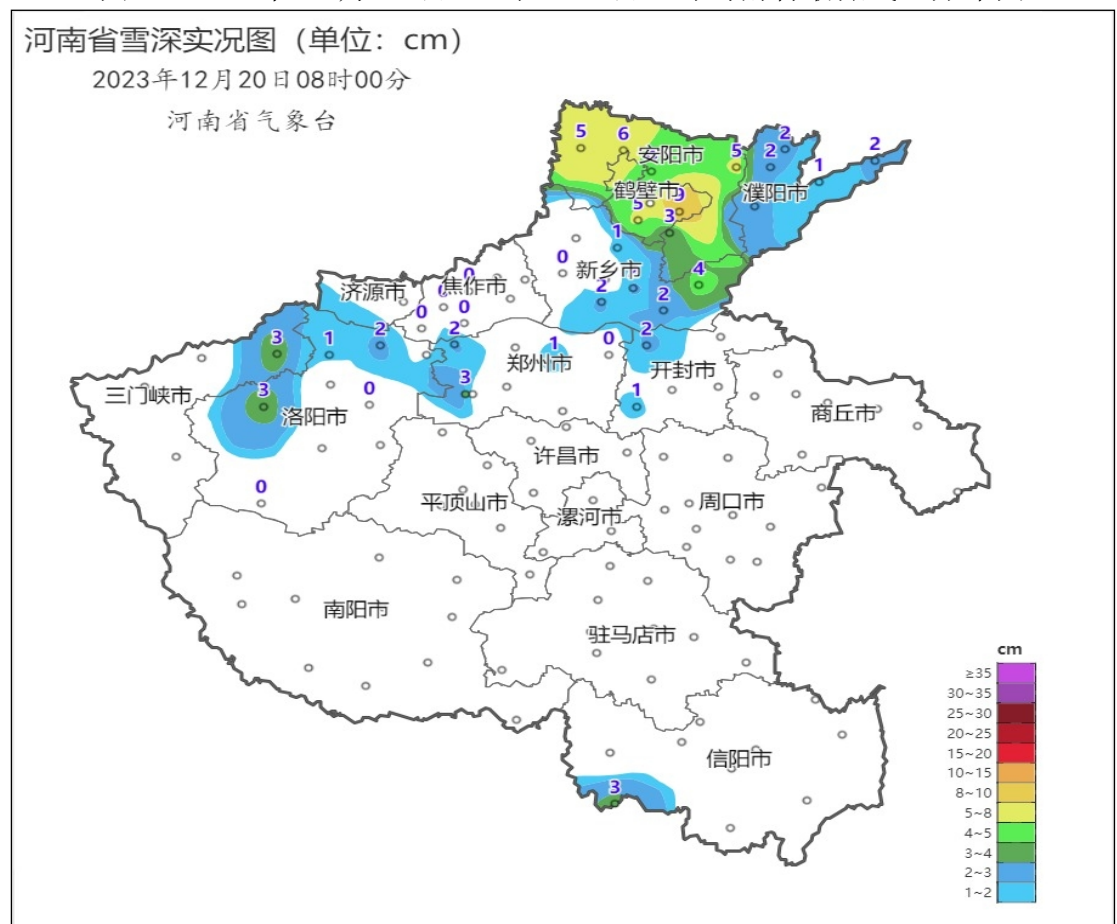 河南省雪深实况图（单位：cm）
2023年12月20日08时00分
河南省气象台
2
5
6
2
安阳市
5
2
1
鹤壁市
濮阳市
5
9
3
1
0
新乡市
4
0
济源市
焦作市
0
2
2
0
0
3
1
2
2
2
郑州市
1
0
开封市
三门峡市
3
0
3
1
洛阳市
商丘市
许昌市
0
平顶山市
漯河市
周口市
南阳市
驻马店市
信阳市
3
cm
≥35
30~35
25~30
20~25
15~20
10~15
8~10
5~8
4~5
3~4
2~3
1~2